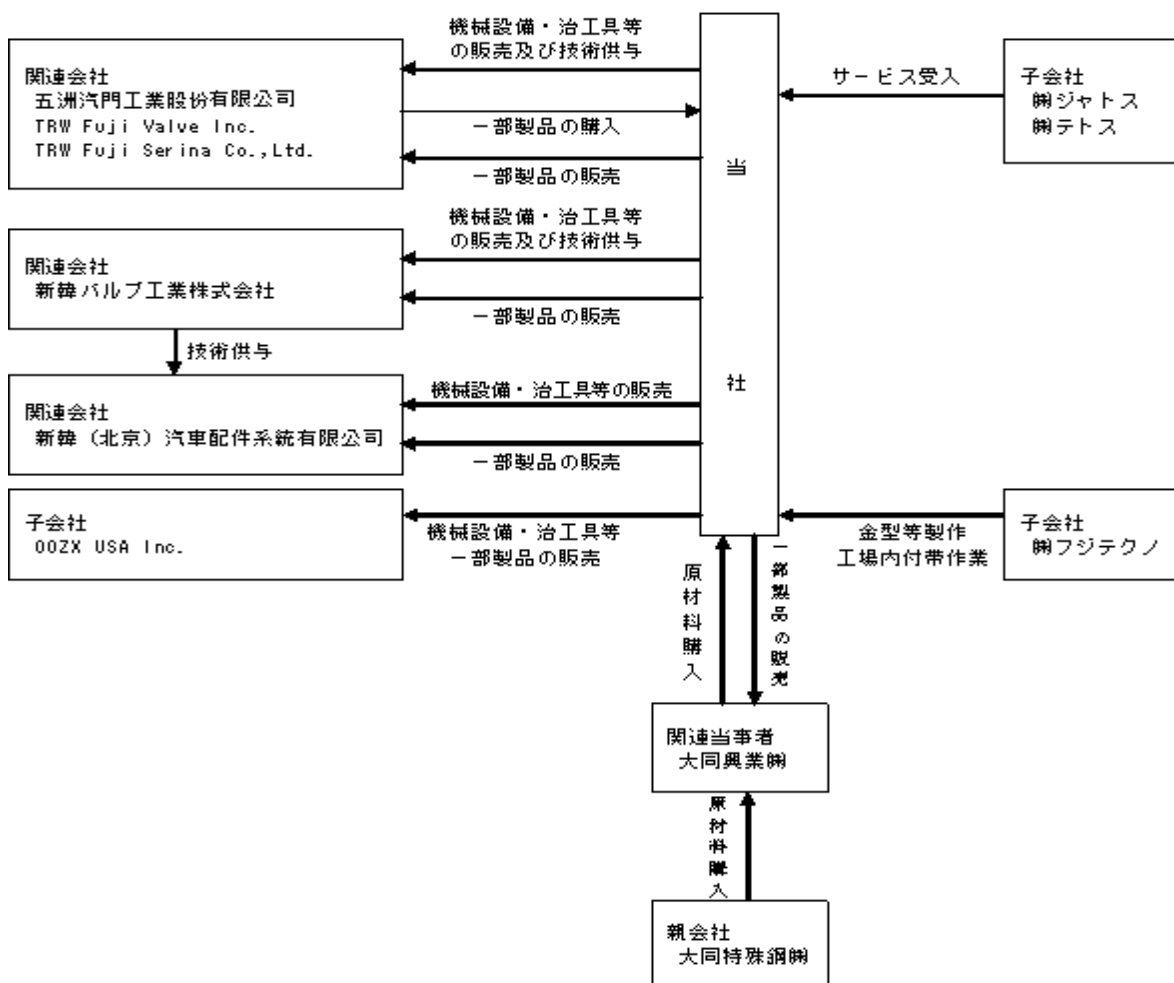 機械設備・治工具等
の販売及び技術供与
関連会社
五洲汽門工業股份有限公司
TRW Fuji Valve Inc.
TRW Fuji Serina Co.,Ltd.
一部製品の購入
一部製品の販売
サービス受入
子会社
㈱ジャトス
㈱テトス
当社
機械設備・治工具等
の販売及び技術供与
関連会社
新韓バルブ工業株式会社
一部製品の販売
技術供与
機械設備・治工具等の販売
関連会社
新韓（北京）汽車配件系統有限公司
一部製品の販売
子会社
OOZX USA Inc.
機械設備・治工具等
一部製品の販売
金型等製作
工場内付帯作業
子会社
㈱フジテクノ
原材料購入
一部製品の販売
関連当事者
大同興業㈱
原材料購入
親会社
大同特殊鋼㈱